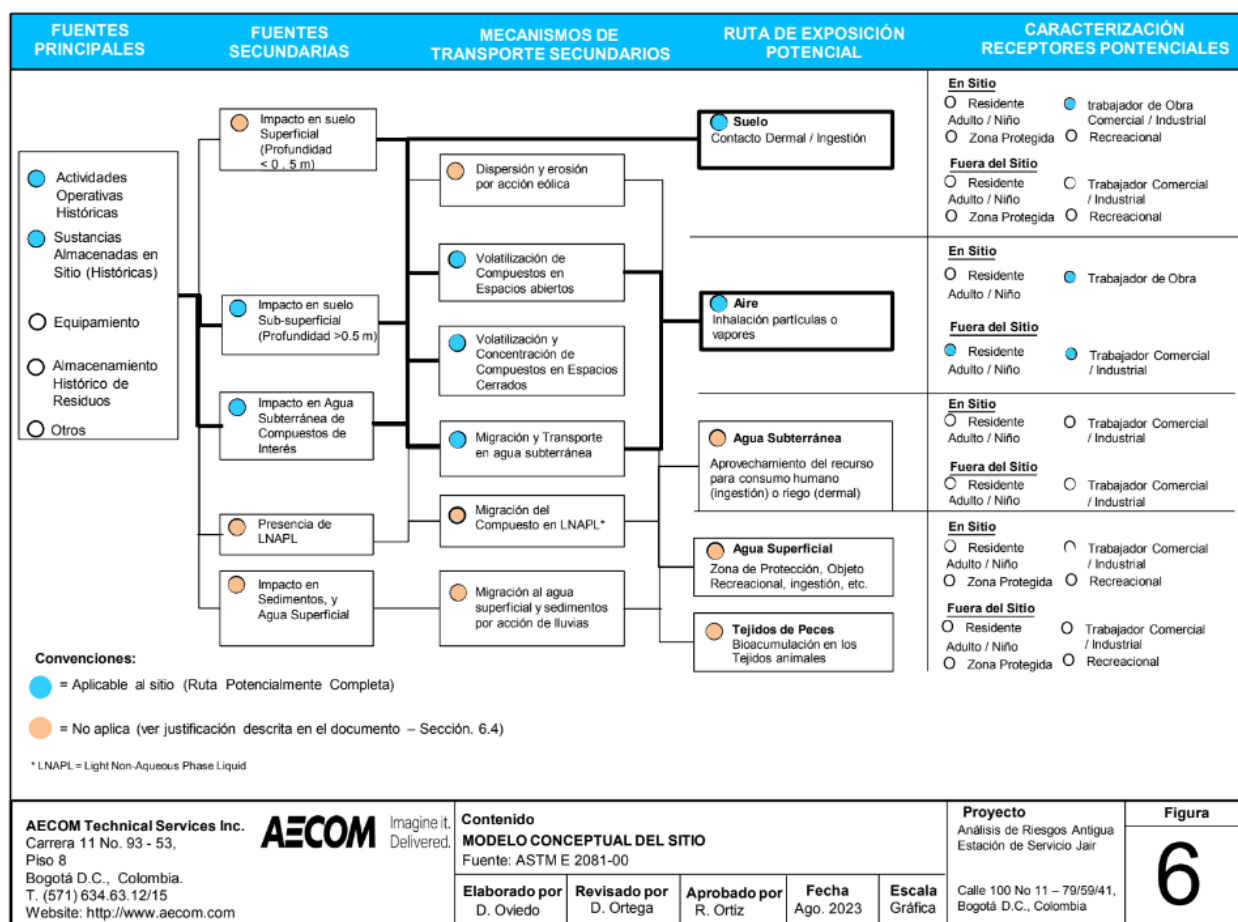 FUENTES
PRINCIPALES
FUENTES
SECUNDARIAS
MECANISMOS DE
TRANSPORTE SECUNDARIOS
RUTA DE EXPOSICIÓN
POTENCIAL
CARACTERIZACIÓN
RECEPTORES PONTENCIALES
Actividades
Operativas
Históricas
Sustancias
Almacenadas en
Sitio (Históricas)
Equipamiento
Almacenamiento
Histórico de
Residuos
Otros
Impacto en suelo
Superficial
(Profundidad
< 0 . 5 m)
Impacto en suelo
Sub-superficial
(Profundidad >0.5 m)
Impacto en Agua
Subterránea de
Compuestos de
Interés
Presencia de
LNAPL
Impacto en
Sedimentos, y
Agua Superficial
Dispersión y erosión
por acción eólica
Volatilización de
Compuestos en
Espacios abiertos
Volatilización y
Concentración de
Compuestos en Espacios
Cerrados
Migración y Transporte
en agua subterránea
Migración del
Compuesto en LNAPL*
Migración al agua
superficial y sedimentos
por acción de lluvias
Suelo
Contacto Dermal / Ingestión
Aire
Inhalación partículas o
vapores
Agua Subterránea
Aprovechamiento del recurso
para consumo humano
(ingestión) o riego (dermal)
Agua Superficial
Zona de Protección, Objeto
Recreacional, ingestión, etc.
Tejidos de Peces
Bioacumulación en los
Tejidos animales
En Sitio
Residente
Adulto / Niño
trabajador de Obra
Comercial / Industrial
Zona Protegida
Recreacional
Fuera del Sitio
Residente
Adulto / Niño
Trabajador Comercial
/ Industrial
Zona Protegida
Recreacional
En Sitio
Residente
Adulto / Niño
Trabajador de Obra
Fuera del Sitio
Residente
Adulto / Niño
Trabajador Comercial
/ Industrial
En Sitio
Residente
Adulto / Niño
Trabajador Comercial
/ Industrial
Fuera del Sitio
Residente
Adulto / Niño
Trabajador Comercial
/ Industrial
En Sitio
Residente
Adulto / Niño
Trabajador Comercial
/ Industrial
Zona Protegida
Recreacional
Fuera del Sitio
Residente
Adulto / Niño
Trabajador Comercial
/ Industrial
Zona Protegida
Recreacional
Convenciones:
= Aplicable al sitio (Ruta Potencialmente Completa)
= No aplica (ver justificación descrita en el documento – Sección. 6.4)
* LNAPL = Light Non-Aqueous Phase Liquid
AECOM Technical Services Inc.
Carrera 11 No. 93 - 53,
Piso 8
Bogotá D.C., Colombia.
T. (571) 634.63.12/15
Website: http://www.aecom.com
AECOM
Imagine it.
Delivered.
Contenido
MODELO CONCEPTUAL DEL SITIO
Fuente: ASTM E 2081-00
Elaborado por
D. Oviedo
Revisado por
D. Ortega
Aprobado por
R. Ortiz
Fecha
Ago. 2023
Escala
Gráfica
Proyecto
Análisis de Riesgos Antigua
Estación de Servicio Jair
Calle 100 No 11 – 79/59/41,
Bogotá D.C., Colombia
Figura
6